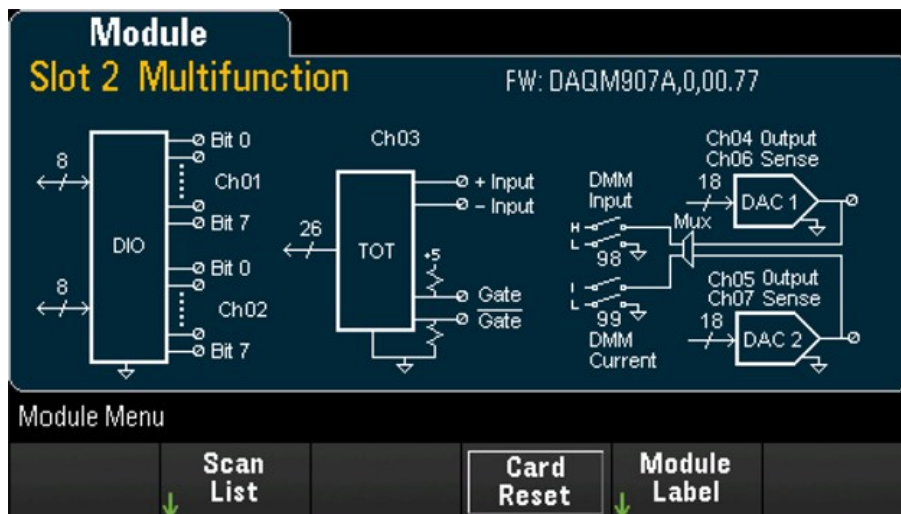 Module
Slot 2 Multifunction
FW: DAQM907A,0,00.77
8
DIO
Bit 0
Ch01
Bit 7
8
Bit 0
Ch02
Bit 7
Ch03
26
TOT
+ Input
- Input
+5
Gate
Gate
DMM
Input
H
L
98
I
L
99
DMM
Current
Mux
Ch04 Output
Ch06 Sense
18
DAC 1
Ch05 Output
Ch07 Sense
18
DAC 2
Module Menu
Scan
List
Card
Reset
Module
Label